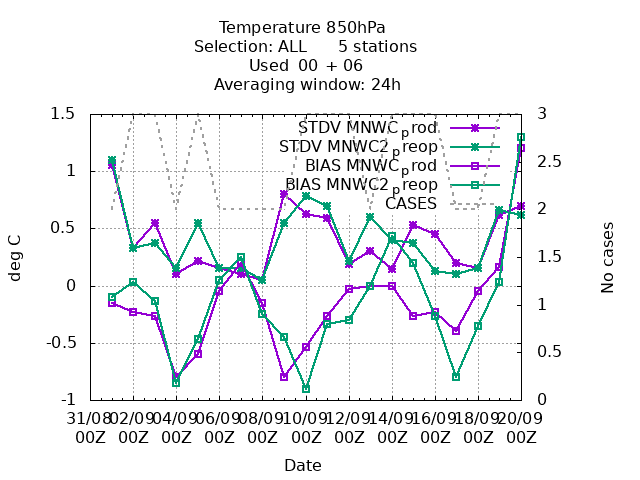 Temperature 850hPa
Selection: ALL 5 stations
Used 00 + 06
Averaging window: 24h
STDV MNWC_prod
STDV MNWC2_preop
BIAS MNWC_prod
BIAS MNWC2_preop
CASES
1.5
1
0.5
0
-0.5
-1
deg C
3
2.5
2
1.5
1
0.5
0
No cases
31/08 02/09 04/09 06/09 08/09 10/09 12/09 14/09 16/09 18/09 20/09
00Z 00Z 00Z 00Z 00Z 00Z 00Z 00Z 00Z 00Z 00Z
Date